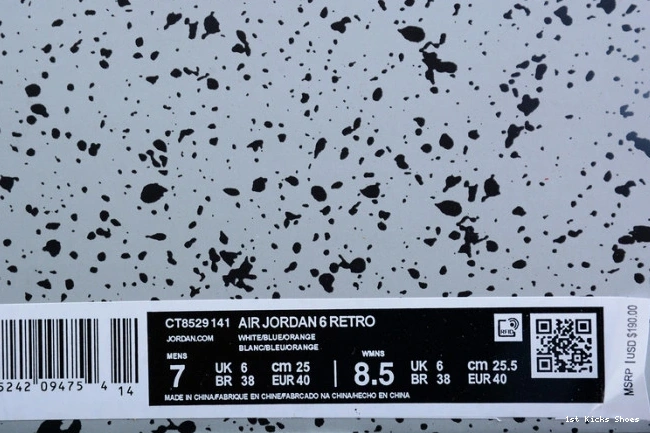 CT8529 141 AIR JORDAN 6 RETRO
JORDAN.COM
WHITE/BLUE/ORANGE
BLANC/BLEU/ORANGE
MENS
7
UK 6
BR 38
cm 25
EUR 40
WMNS
8.5
UK 6
BR 38
cm 25.5
EUR 40
MADE IN CHINA/FABRIQUE EN CHINE/FABRCADO NA CHINA/HECHO EN CHINA
RFID
5242 09475 4
14
MSRP USD $190.00
1st Kicks Shoes